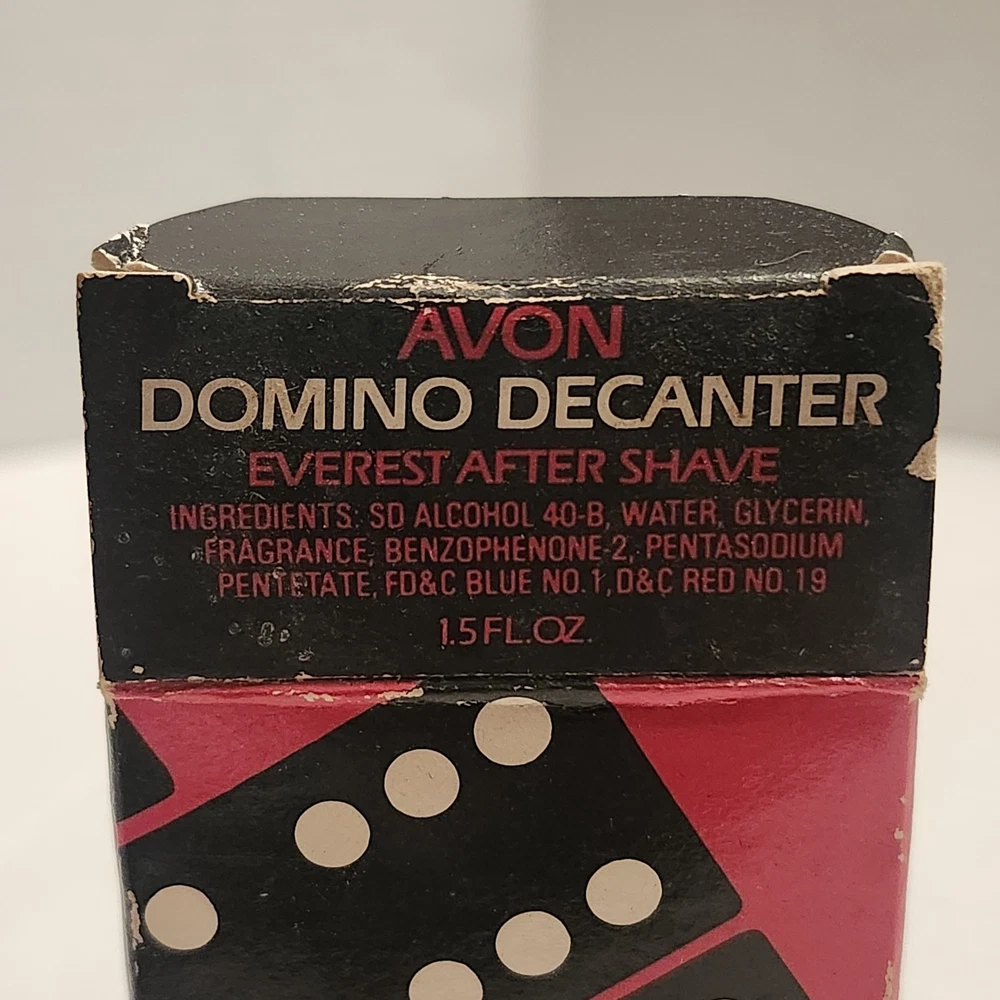 AVON
DOMINO DECANTER
EVEREST AFTER SHAVE
INGREDIENTS: SD ALCOHOL 40-B, WATER, GLYCERIN,
FRAGRANCE, BENZOPHENONE-2, PENTASODIUM
PENTETATE, FD&C BLUE NO. 1, D&C RED NO. 19
1.5 FL. OZ.